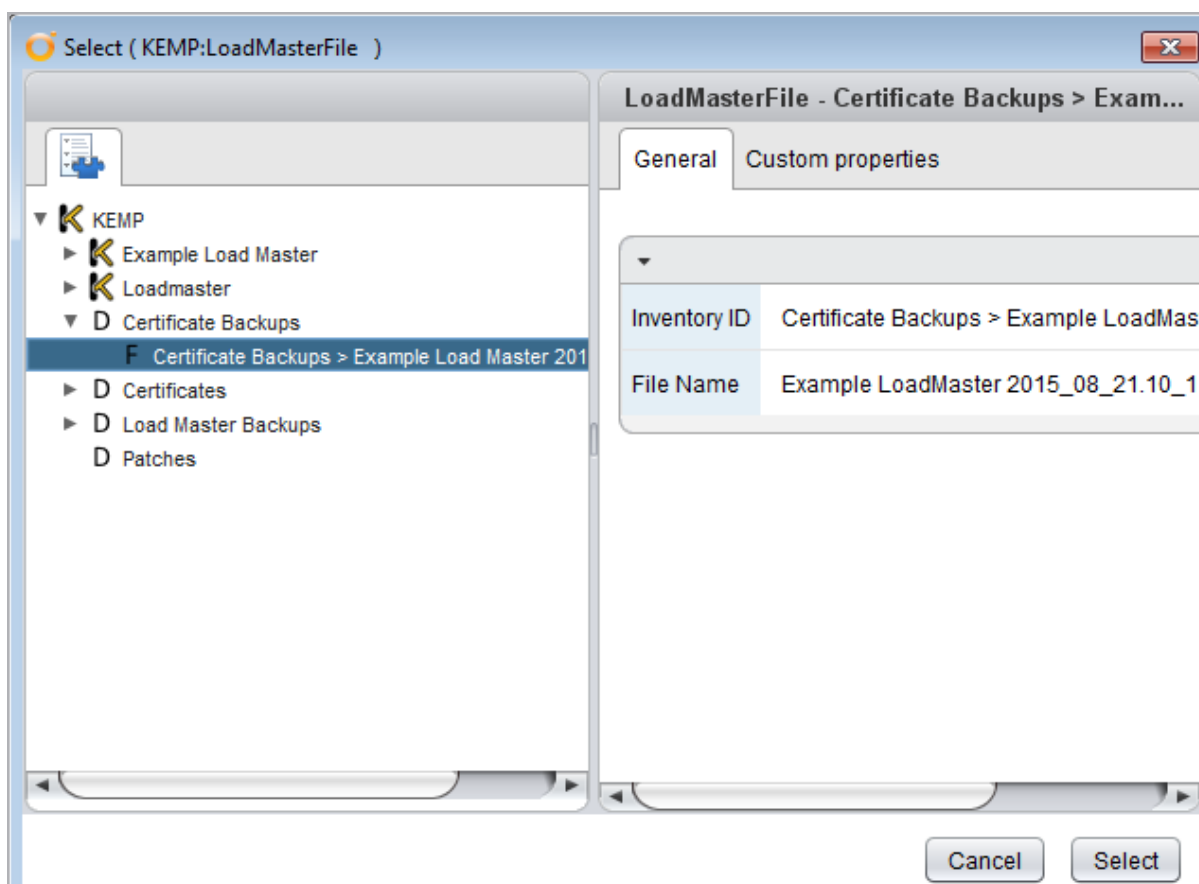 Select ( KEMP:LoadMasterFile )
LoadMasterFile - Certificate Backups > Exam...
General Custom properties
KEMP
Example Load Master
Loadmaster
D Certificate Backups
F Certificate Backups > Example Load Master 201
D Certificates
D Load Master Backups
D Patches
Inventory ID Certificate Backups > Example LoadMas
File Name Example LoadMaster 2015_08_21.10_1
Cancel Select